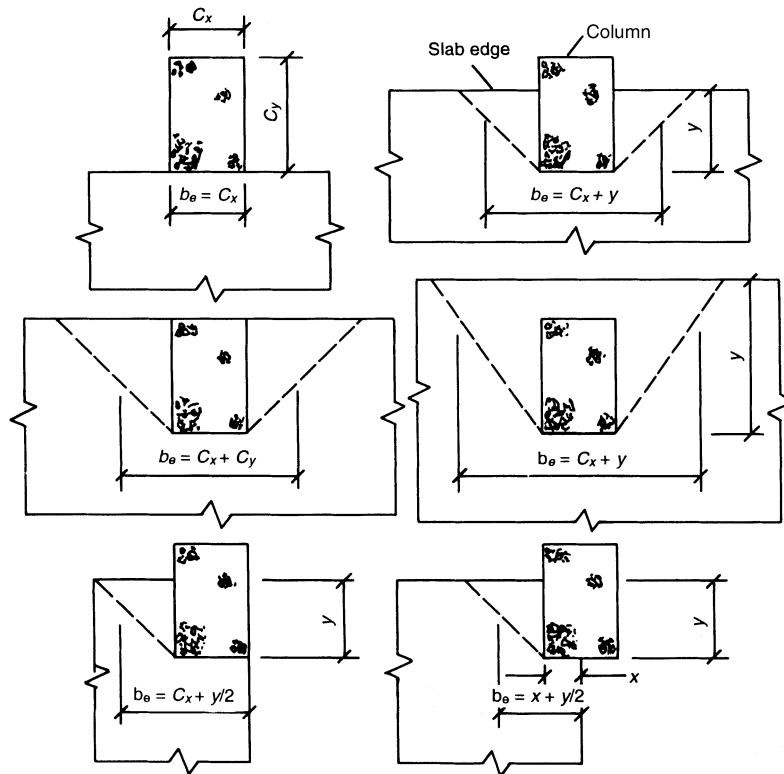 Cx
Cy
be = Cx
Column
Slab edge
y
be = Cx + y
be = Cx + Cy
y
be = Cx + y
y
be = Cx + y/2
y
x
be = x + y/2